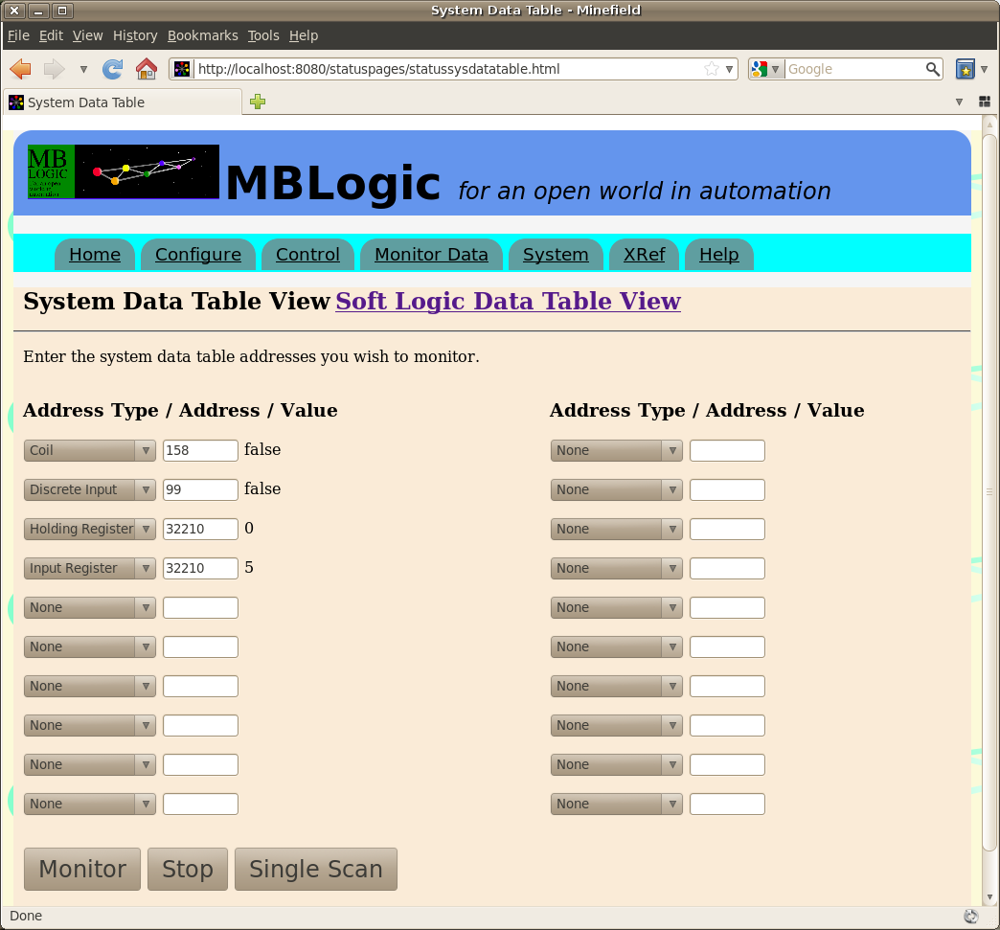 System Data Table - Minefield
File Edit View History Bookmarks Tools Help
http://localhost:8080/statuspages/statussysdatatable.html Google
System Data Table
MB
LOGIC
MBLogic for an open world in automation
Home Configure Control Monitor Data System XRef Help
System Data Table View Soft Logic Data Table View
Enter the system data table addresses you wish to monitor.
Address Type / Address / Value Address Type / Address / Value
Coil 158 false None
Discrete Input 99 false None
Holding Register 32210 0 None
Input Register 32210 5 None
None None
None None
None None
None None
None None
None None
Monitor Stop Single Scan
Done